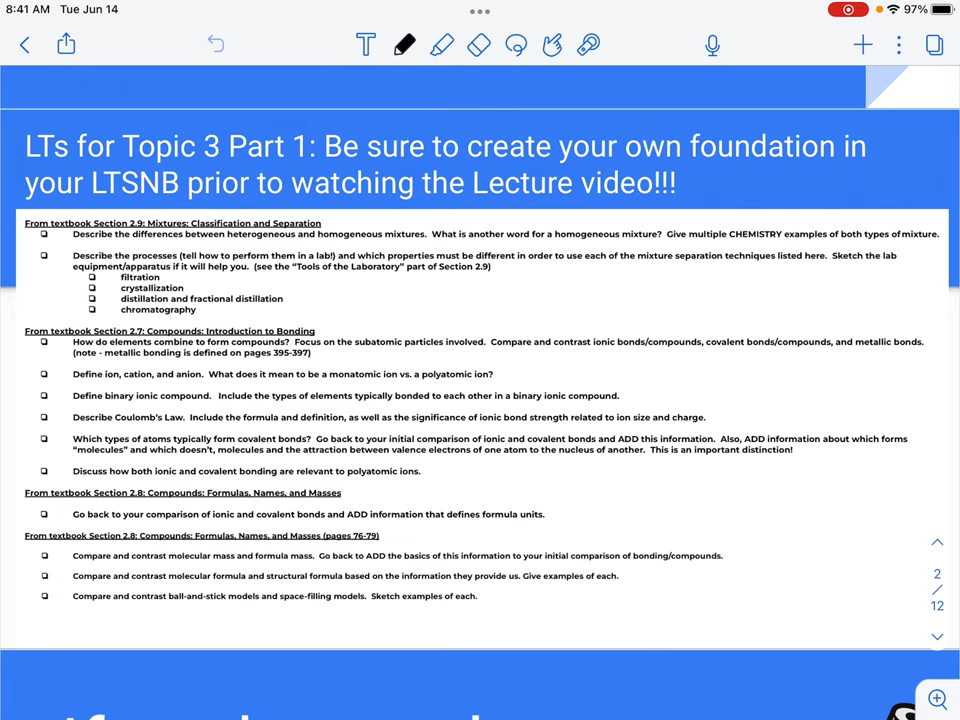 8:41 AM Tue Jun 14
97%
T
LTs for Topic 3 Part 1: Be sure to create your own foundation in
your LTSNB prior to watching the Lecture video!!!
From textbook Section 2.9: Mixtures: Classification and Separation
Describe the differences between heterogeneous and homogeneous mixtures. What is another word for a homogeneous mixture? Give multiple CHEMISTRY examples of both types of mixture.
Describe the processes (tell how to perform them in a lab!) and which properties must be different in order to use each of the mixture separation techniques listed here. Sketch the lab
equipment/apparatus if it will help you. (see the “Tools of the Laboratory” part of Section 2.9)
filtration
crystallization
distillation and fractional distillation
chromatography
From textbook Section 2.7: Compounds: Introduction to Bonding
How do elements combine to form compounds? Focus on the subatomic particles involved. Compare and contrast ionic bonds/compounds, covalent bonds/compounds, and metallic bonds.
(note - metallic bonding is defined on pages 395-397)
Define ion, cation, and anion. What does it mean to be a monatomic ion vs. a polyatomic ion?
Define binary ionic compound. Include the types of elements typically bonded to each other in a binary ionic compound.
Describe Coulomb’s Law. Include the formula and definition, as well as the significance of ionic bond strength related to ion size and charge.
Which types of atoms typically form covalent bonds? Go back to your initial comparison of ionic and covalent bonds and ADD this information. Also, ADD information about which forms
“molecules” and which doesn’t, molecules and the attraction between valence electrons of one atom to the nucleus of another. This is an important distinction!
Discuss how both ionic and covalent bonding are relevant to polyatomic ions.
From textbook Section 2.8: Compounds: Formulas, Names, and Masses
Go back to your comparison of ionic and covalent bonds and ADD information that defines formula units.
From textbook Section 2.8: Compounds: Formulas, Names, and Masses (pages 76-79)
Compare and contrast molecular mass and formula mass. Go back to ADD the basics of this information to your initial comparison of bonding/compounds.
Compare and contrast molecular formula and structural formula based on the information they provide us. Give examples of each.
Compare and contrast ball-and-stick models and space-filling models. Sketch examples of each.
2
/
12